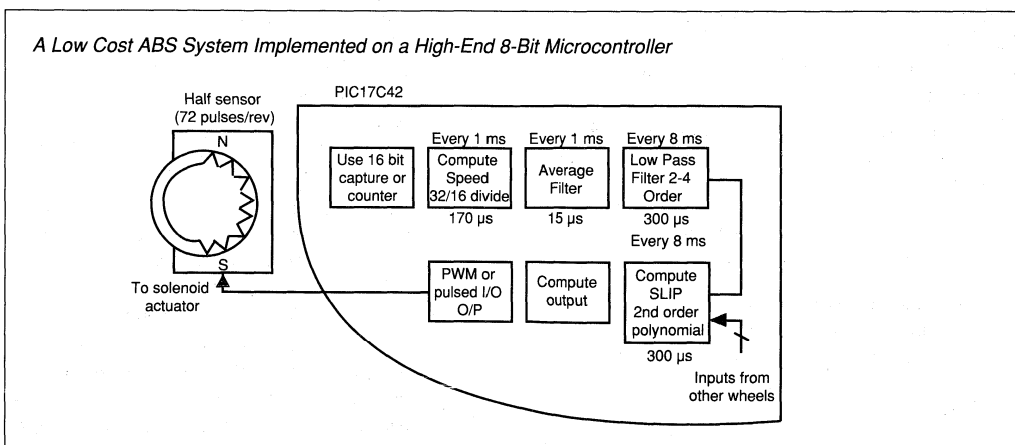 A Low Cost ABS System Implemented on a High-End 8-Bit Microcontroller
Half sensor
(72 pulses/rev)
N
S
To solenoid
actuator
PIC17C42
Use 16 bit
capture or
counter
Every 1 ms
Compute
Speed
32/16 divide
170 µs
Every 1 ms
Average
Filter
15 µs
Every 8 ms
Low Pass
Filter 2-4
Order
300 µs
Every 8 ms
PWM or
pulsed I/O
O/P
Compute
output
Compute
SLIP
2nd order
polynomial
300 µs
Inputs from
other wheels